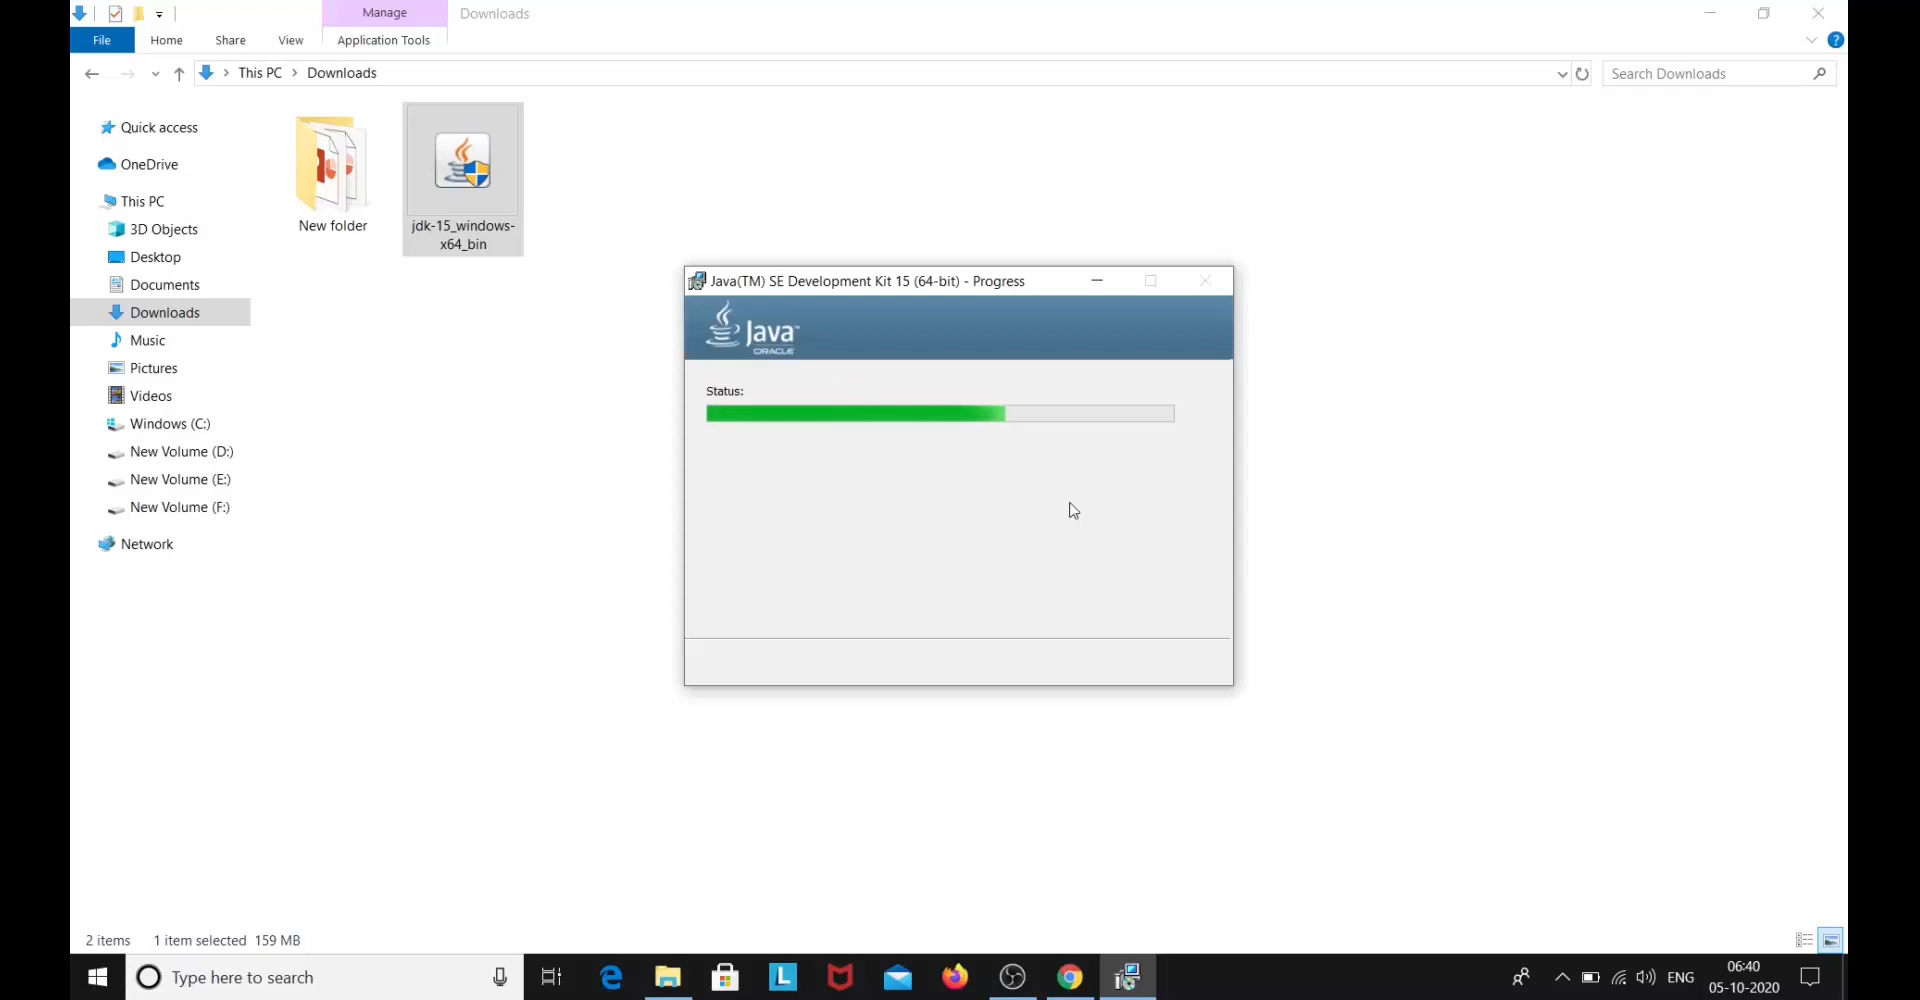 Manage
Downloads
File
Home
Share
View
Application Tools
This PC
Downloads
Search Downloads
Quick access
OneDrive
This PC
3D Objects
Desktop
Documents
Downloads
Music
Pictures
Videos
Windows (C:)
New Volume (D:)
New Volume (E:)
New Volume (F:)
Network
New folder
jdk-15_windows-
x64_bin
Java(TM) SE Development Kit 15 (64-bit) - Progress
Java™
ORACLE
Status:
2 items 1 item selected 159 MB
Type here to search
L
ENG
06:40
05-10-2020